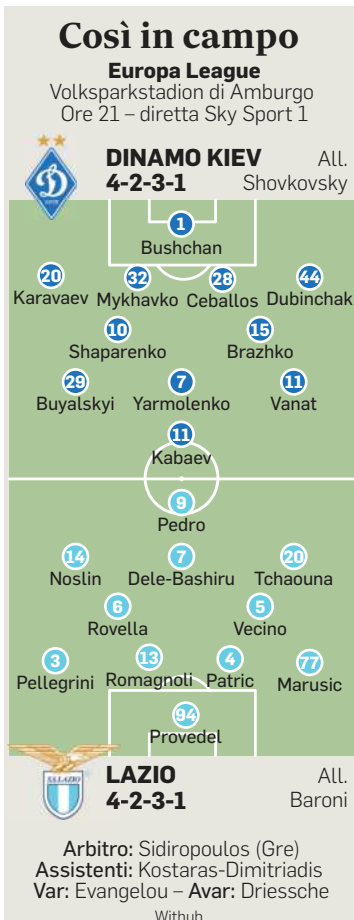 Così in campo
Europa League
Volksparkstadion di Amburgo
Ore 21 – diretta Sky Sport 1
DINAMO KIEV All.
4-2-3-1 Shovkovsky
1
Bushchan
20 32 28 44
Karavaev Mykhavko Ceballos Dubinchak
10 15
Shaparenko Brazhko
29 7 11
Buyalskyi Yarmolenko Vanat
11
Kabaev
9
Pedro
14 7 20
Noslin Dele-Bashiru Tchaouna
6 5
Rovella Vecino
3 13 4 77
Pellegrini Romagnoli Patric Marusic
94
Provedel
S.S. LAZIO
LAZIO All.
4-2-3-1 Baroni
Arbitro: Sidiropoulos (Gre)
Assistenti: Kostaras-Dimitriadis
Var: Evangelou – Avar: Driessche
Withub